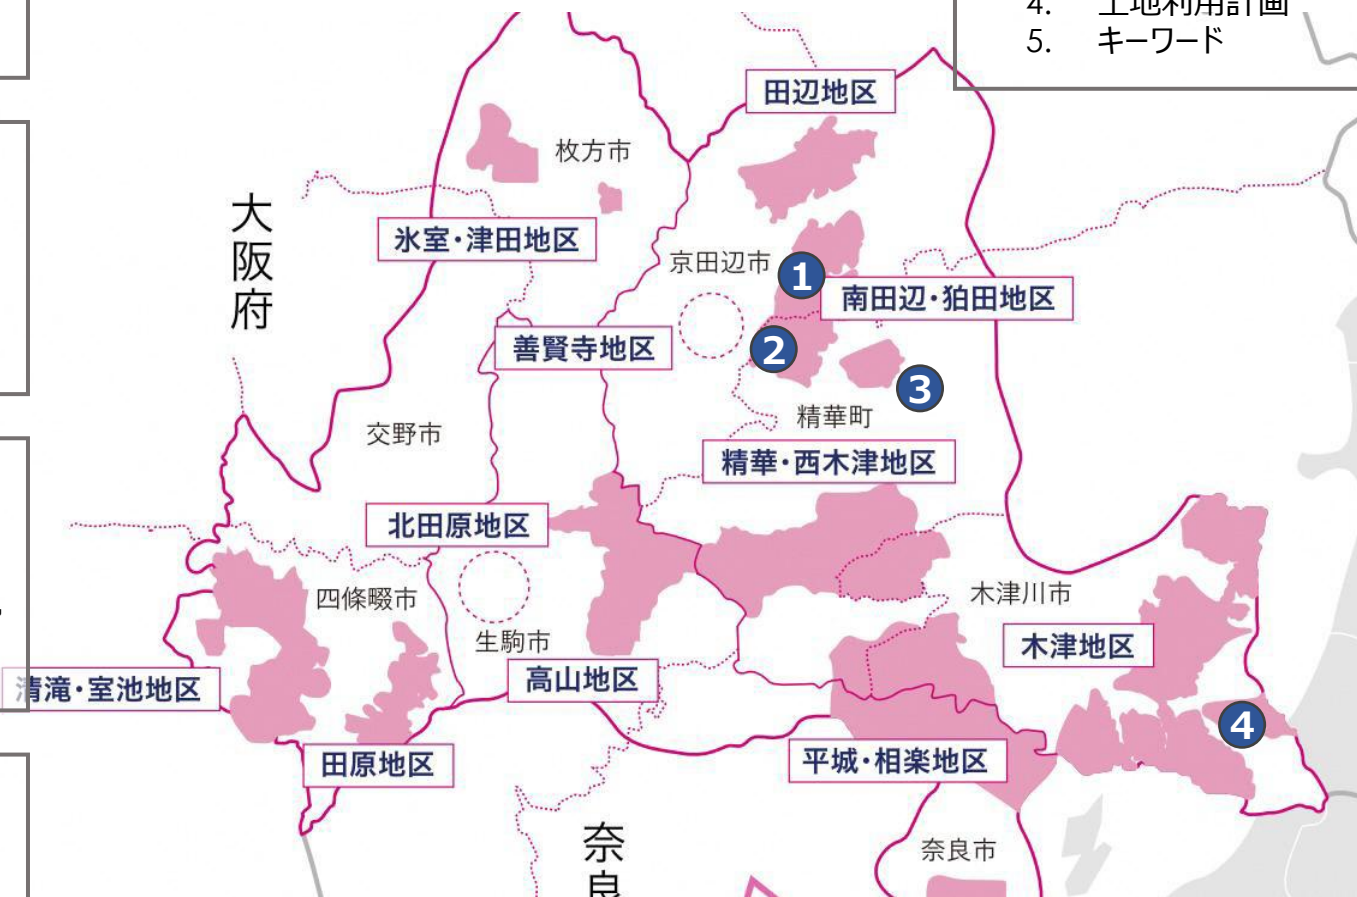 4. 土地利用計画
5. キーワード
田辺地区
枚方市
大阪府
氷室・津田地区
京田辺市
1
南田辺・狛田地区
善賢寺地区
2
3
精華町
交野市
精華・西木津地区
北田原地区
四條畷市
木津川市
生駒市
木津地区
高山地区
清滝・室池地区
4
田原地区
平城・相楽地区
奈良
奈良市